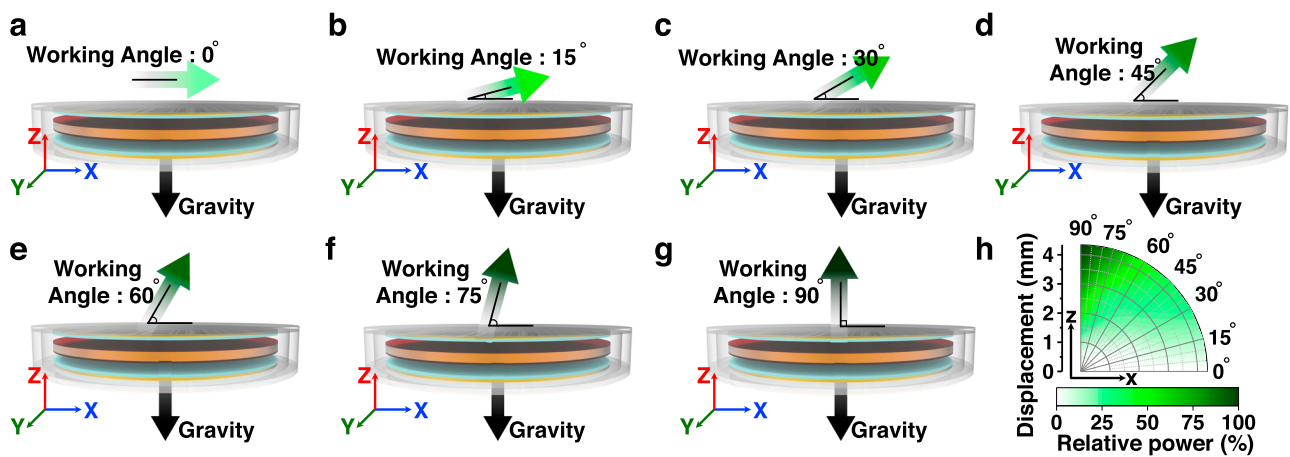 a
Working Angle : 0°
Z
Y
X
Gravity
b
Working Angle : 15°
Z
Y
X
Gravity
c
Working Angle : 30°
Z
Y
X
Gravity
d
Working
Angle : 45°
Z
Y
X
Gravity
e
Working
Angle : 60°
Z
Y
X
Gravity
f
Working
Angle : 75°
Z
Y
X
Gravity
g
Working
Angle : 90°
Z
Y
X
Gravity
h
Displacement (mm)
4
3
2
1
0
90°
75°
60°
45°
30°
15°
0°
Z
X
0 25 50 75 100
Relative power (%)